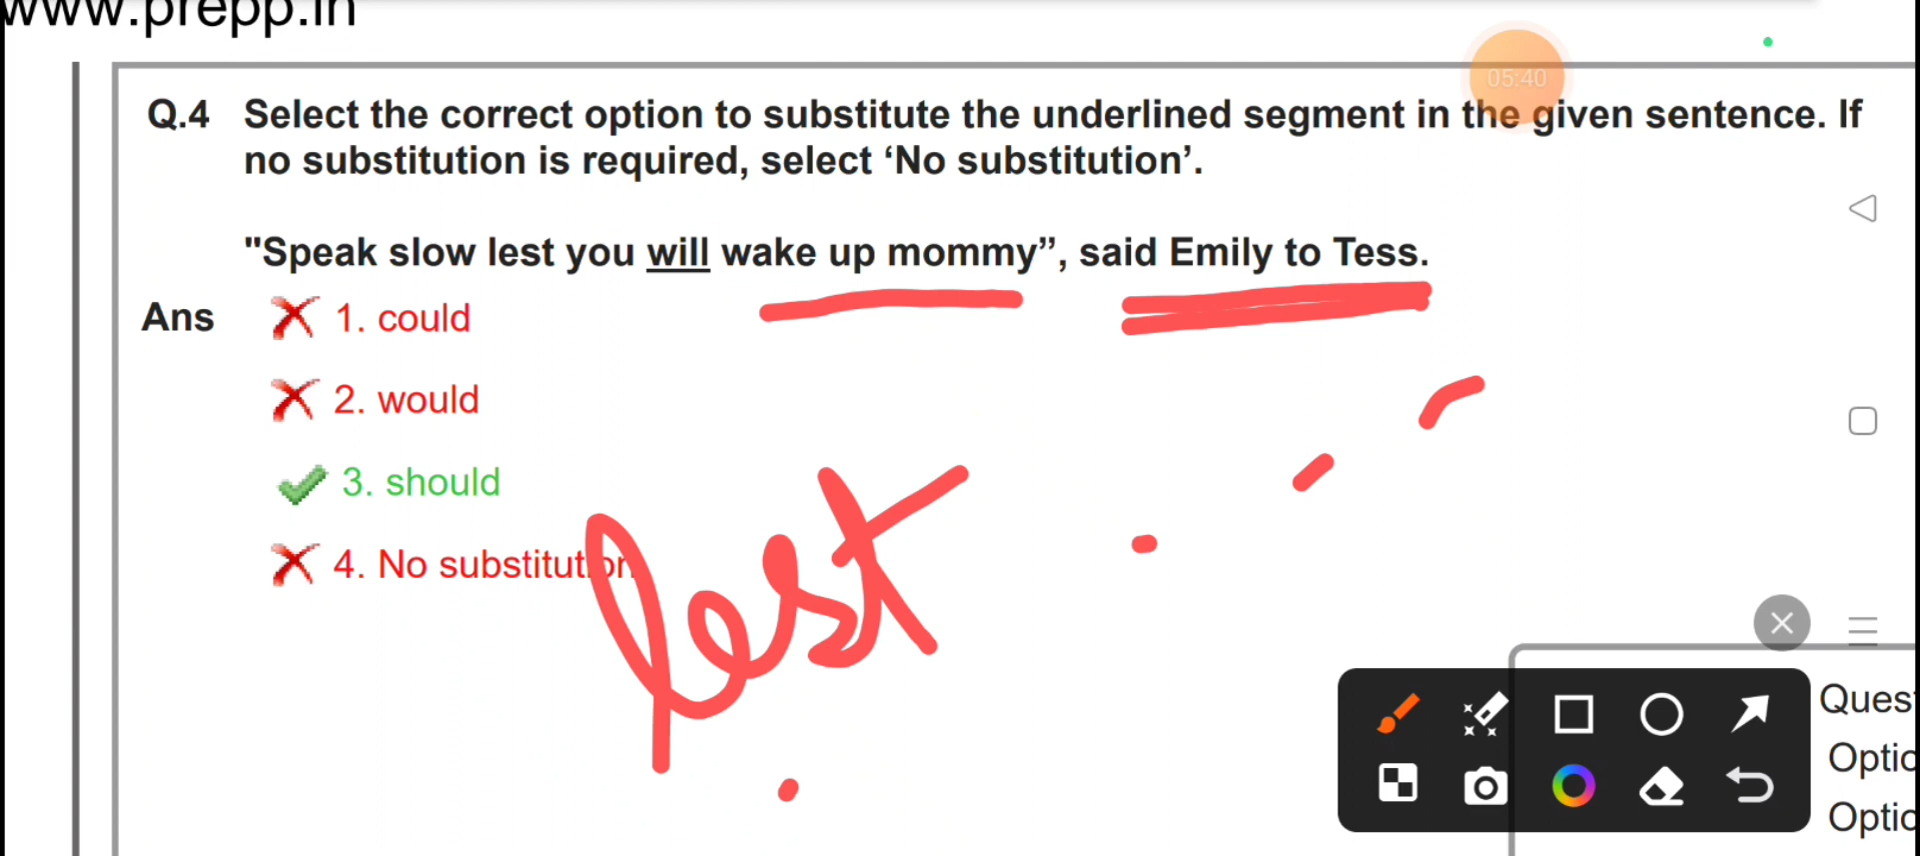 www.prepp.in
05:40
Q.4 Select the correct option to substitute the underlined segment in the given sentence. If
no substitution is required, select ‘No substitution’.
"Speak slow lest you will wake up mommy”, said Emily to Tess.
Ans 1. could
2. would
3. should
4. No substitution
lest
Ques
Optio
Optio